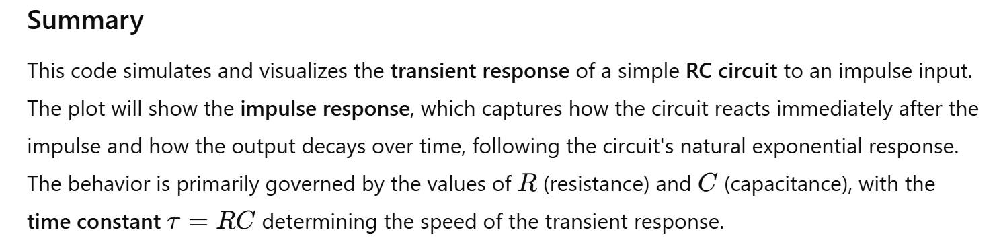 Summary
This code simulates and visualizes the transient response of a simple RC circuit to an impulse input.
The plot will show the impulse response, which captures how the circuit reacts immediately after the
impulse and how the output decays over time, following the circuit's natural exponential response.
The behavior is primarily governed by the values of R (resistance) and C (capacitance), with the
time constant τ = RC determining the speed of the transient response.